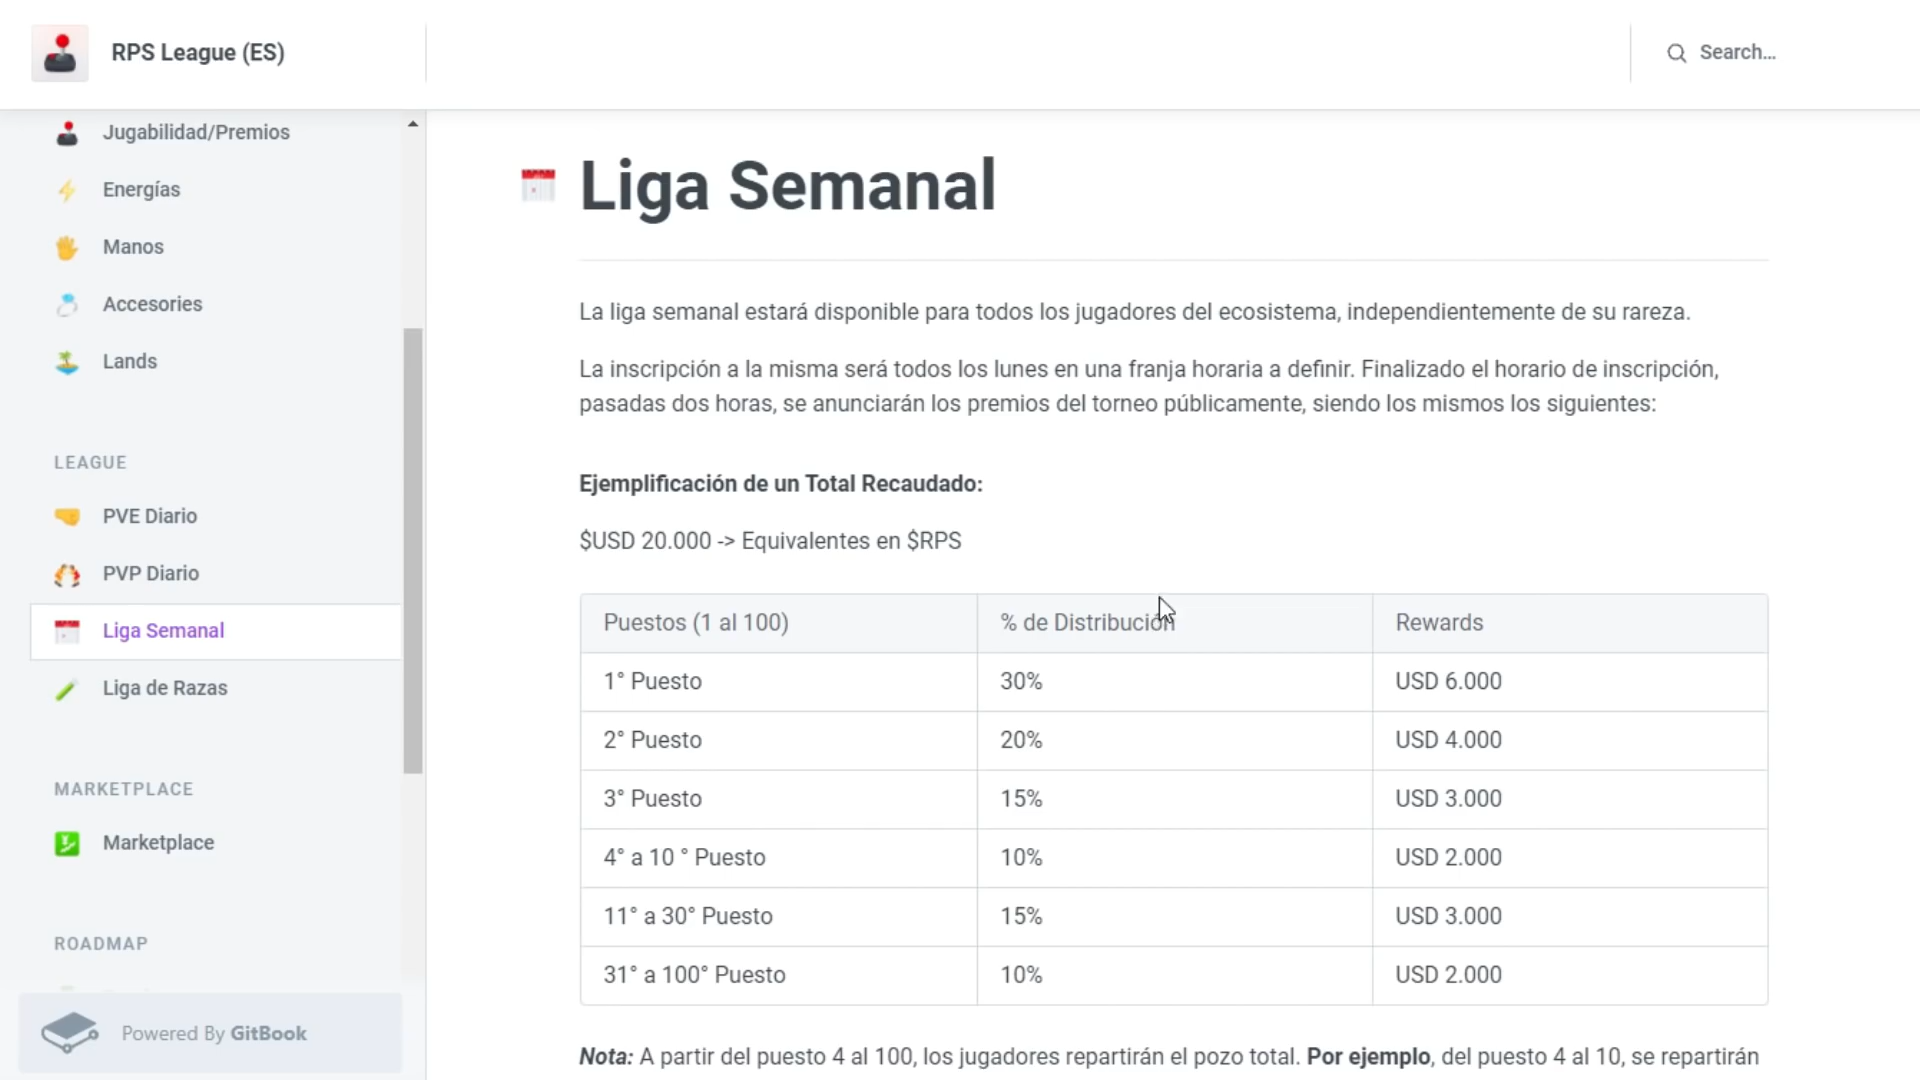 RPS League (ES)
Search...
Jugabilidad/Premios
Energías
Manos
Accesories
Lands
LEAGUE
PVE Diario
PVP Diario
Liga Semanal
Liga de Razas
MARKETPLACE
Marketplace
ROADMAP
Powered By GitBook
Liga Semanal
La liga semanal estará disponible para todos los jugadores del ecosistema, independientemente de su rareza.
La inscripción a la misma será todos los lunes en una franja horaria a definir. Finalizado el horario de inscripción,
pasadas dos horas, se anunciarán los premios del torneo públicamente, siendo los mismos los siguientes:
Ejemplificación de un Total Recaudado:
$USD 20.000 -> Equivalentes en $RPS
Puestos (1 al 100) % de Distribución Rewards
1° Puesto 30% USD 6.000
2° Puesto 20% USD 4.000
3° Puesto 15% USD 3.000
4° a 10 ° Puesto 10% USD 2.000
11° a 30° Puesto 15% USD 3.000
31° a 100° Puesto 10% USD 2.000
Nota: A partir del puesto 4 al 100, los jugadores repartirán el pozo total. Por ejemplo, del puesto 4 al 10, se repartirán